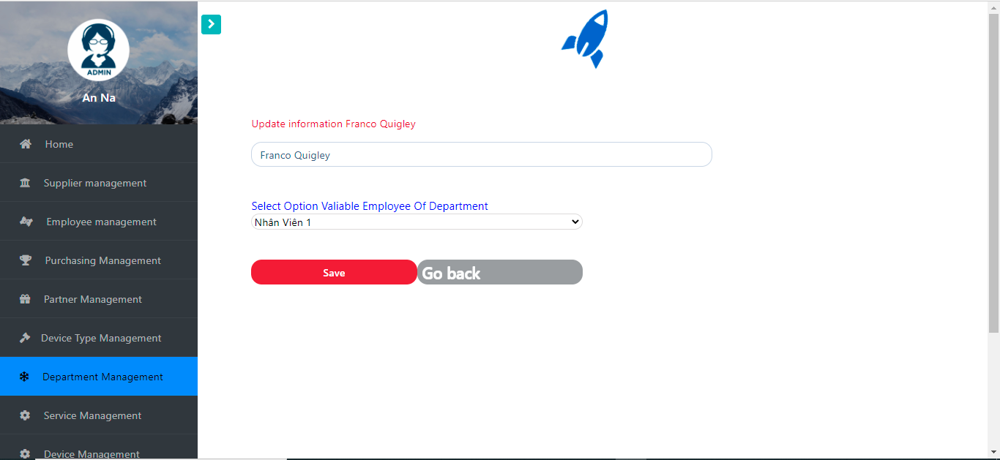 ADMIN
An Na
Home
Supplier management
Employee management
Purchasing Management
Partner Management
Device Type Management
Department Management
Service Management
Device Management
Update information Franco Quigley
Franco Quigley
Select Option Valiable Employee Of Department
Nhân Viên 1
Save
Go back